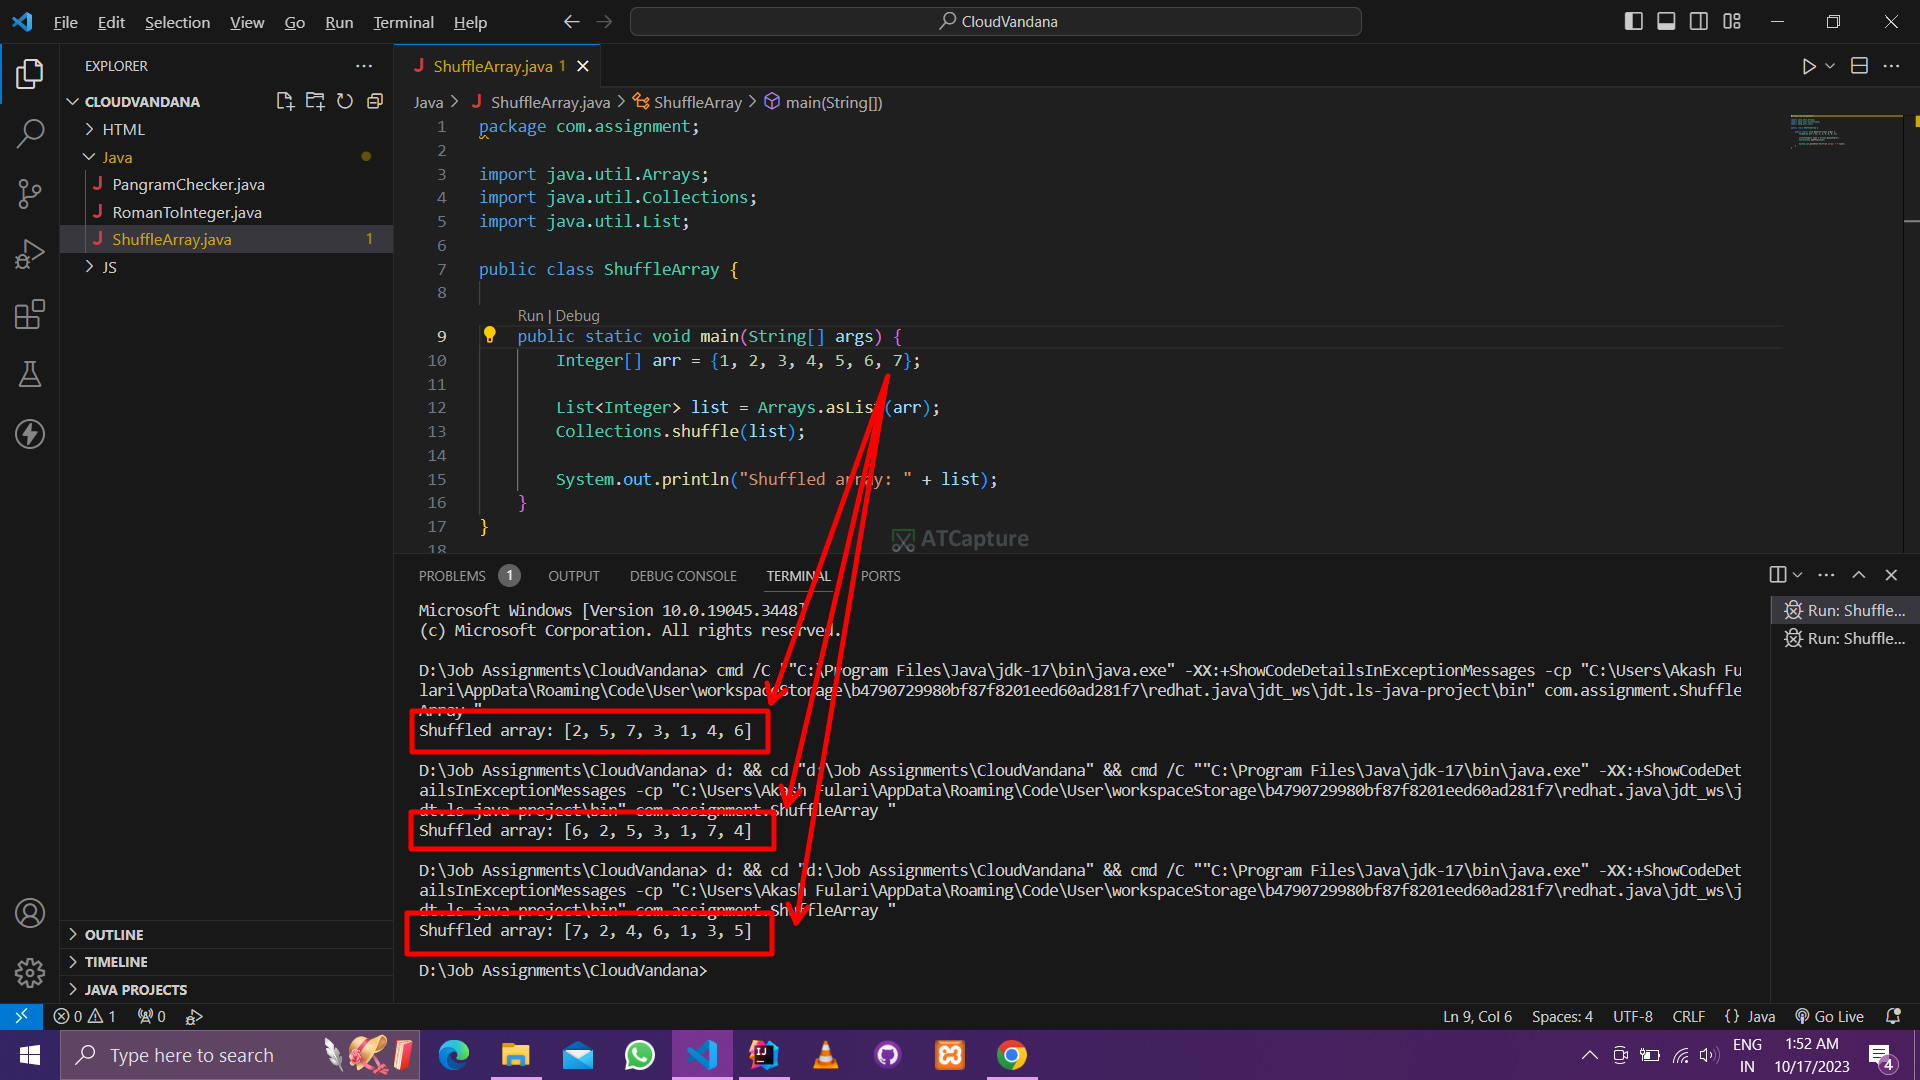 File Edit Selection View Go Run Terminal Help
CloudVandana
EXPLORER
CLOUDVANDANA
HTML
Java
PangramChecker.java
RomanToInteger.java
ShuffleArray.java 1
JS
OUTLINE
TIMELINE
JAVA PROJECTS
ShuffleArray.java 1
Java > ShuffleArray.java > ShuffleArray > main(String[])
1 package com.assignment;
2
3 import java.util.Arrays;
4 import java.util.Collections;
5 import java.util.List;
6
7 public class ShuffleArray {
8
Run | Debug
9 public static void main(String[] args) {
10 Integer[] arr = {1, 2, 3, 4, 5, 6, 7};
11
12 List<Integer> list = Arrays.asList(arr);
13 Collections.shuffle(list);
14
15 System.out.println("Shuffled array: " + list);
16 }
17 }
18
ATCapture
PROBLEMS 1 OUTPUT DEBUG CONSOLE TERMINAL PORTS
Run: Shuffle...
Run: Shuffle...
Microsoft Windows [Version 10.0.19045.3448]
(c) Microsoft Corporation. All rights reserved.
D:\Job Assignments\CloudVandana> cmd /C ""C:\Program Files\Java\jdk-17\bin\java.exe" -XX:+ShowCodeDetailsInExceptionMessages -cp "C:\Users\Akash Fu
lari\AppData\Roaming\Code\User\workspaceStorage\b4790729980bf87f8201eed60ad281f7\redhat.java\jdt_ws\jdt.ls-java-project\bin" com.assignment.Shuffle
Array "
Shuffled array: [2, 5, 7, 3, 1, 4, 6]
D:\Job Assignments\CloudVandana> d: && cd "d:\Job Assignments\CloudVandana" && cmd /C ""C:\Program Files\Java\jdk-17\bin\java.exe" -XX:+ShowCodeDet
ailsInExceptionMessages -cp "C:\Users\Akash Fulari\AppData\Roaming\Code\User\workspaceStorage\b4790729980bf87f8201eed60ad281f7\redhat.java\jdt_ws\j
dt.ls-java-project\bin" com.assignment.ShuffleArray "
Shuffled array: [6, 2, 5, 3, 1, 7, 4]
D:\Job Assignments\CloudVandana> d: && cd "d:\Job Assignments\CloudVandana" && cmd /C ""C:\Program Files\Java\jdk-17\bin\java.exe" -XX:+ShowCodeDet
ailsInExceptionMessages -cp "C:\Users\Akash Fulari\AppData\Roaming\Code\User\workspaceStorage\b4790729980bf87f8201eed60ad281f7\redhat.java\jdt_ws\j
dt.ls-java-project\bin" com.assignment.ShuffleArray "
Shuffled array: [7, 2, 4, 6, 1, 3, 5]
D:\Job Assignments\CloudVandana>
0 1 0
Ln 9, Col 6 Spaces: 4 UTF-8 CRLF {} Java Go Live
Type here to search
ENG
IN
1:52 AM
10/17/2023
4